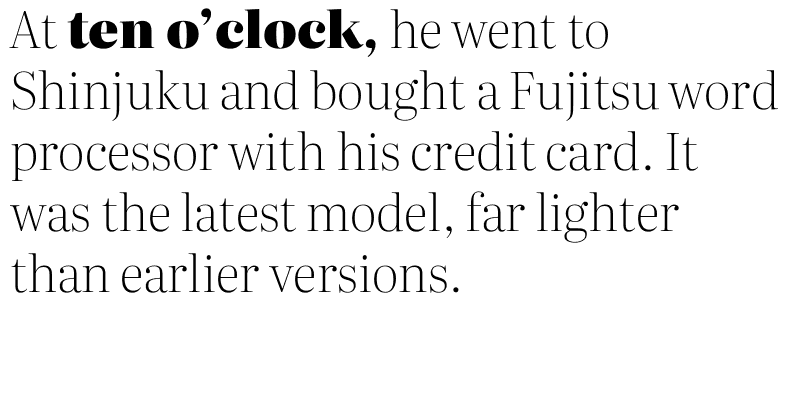 At ten o’clock, he went to
Shinjuku and bought a Fujitsu word
processor with his credit card. It
was the latest model, far lighter
than earlier versions.